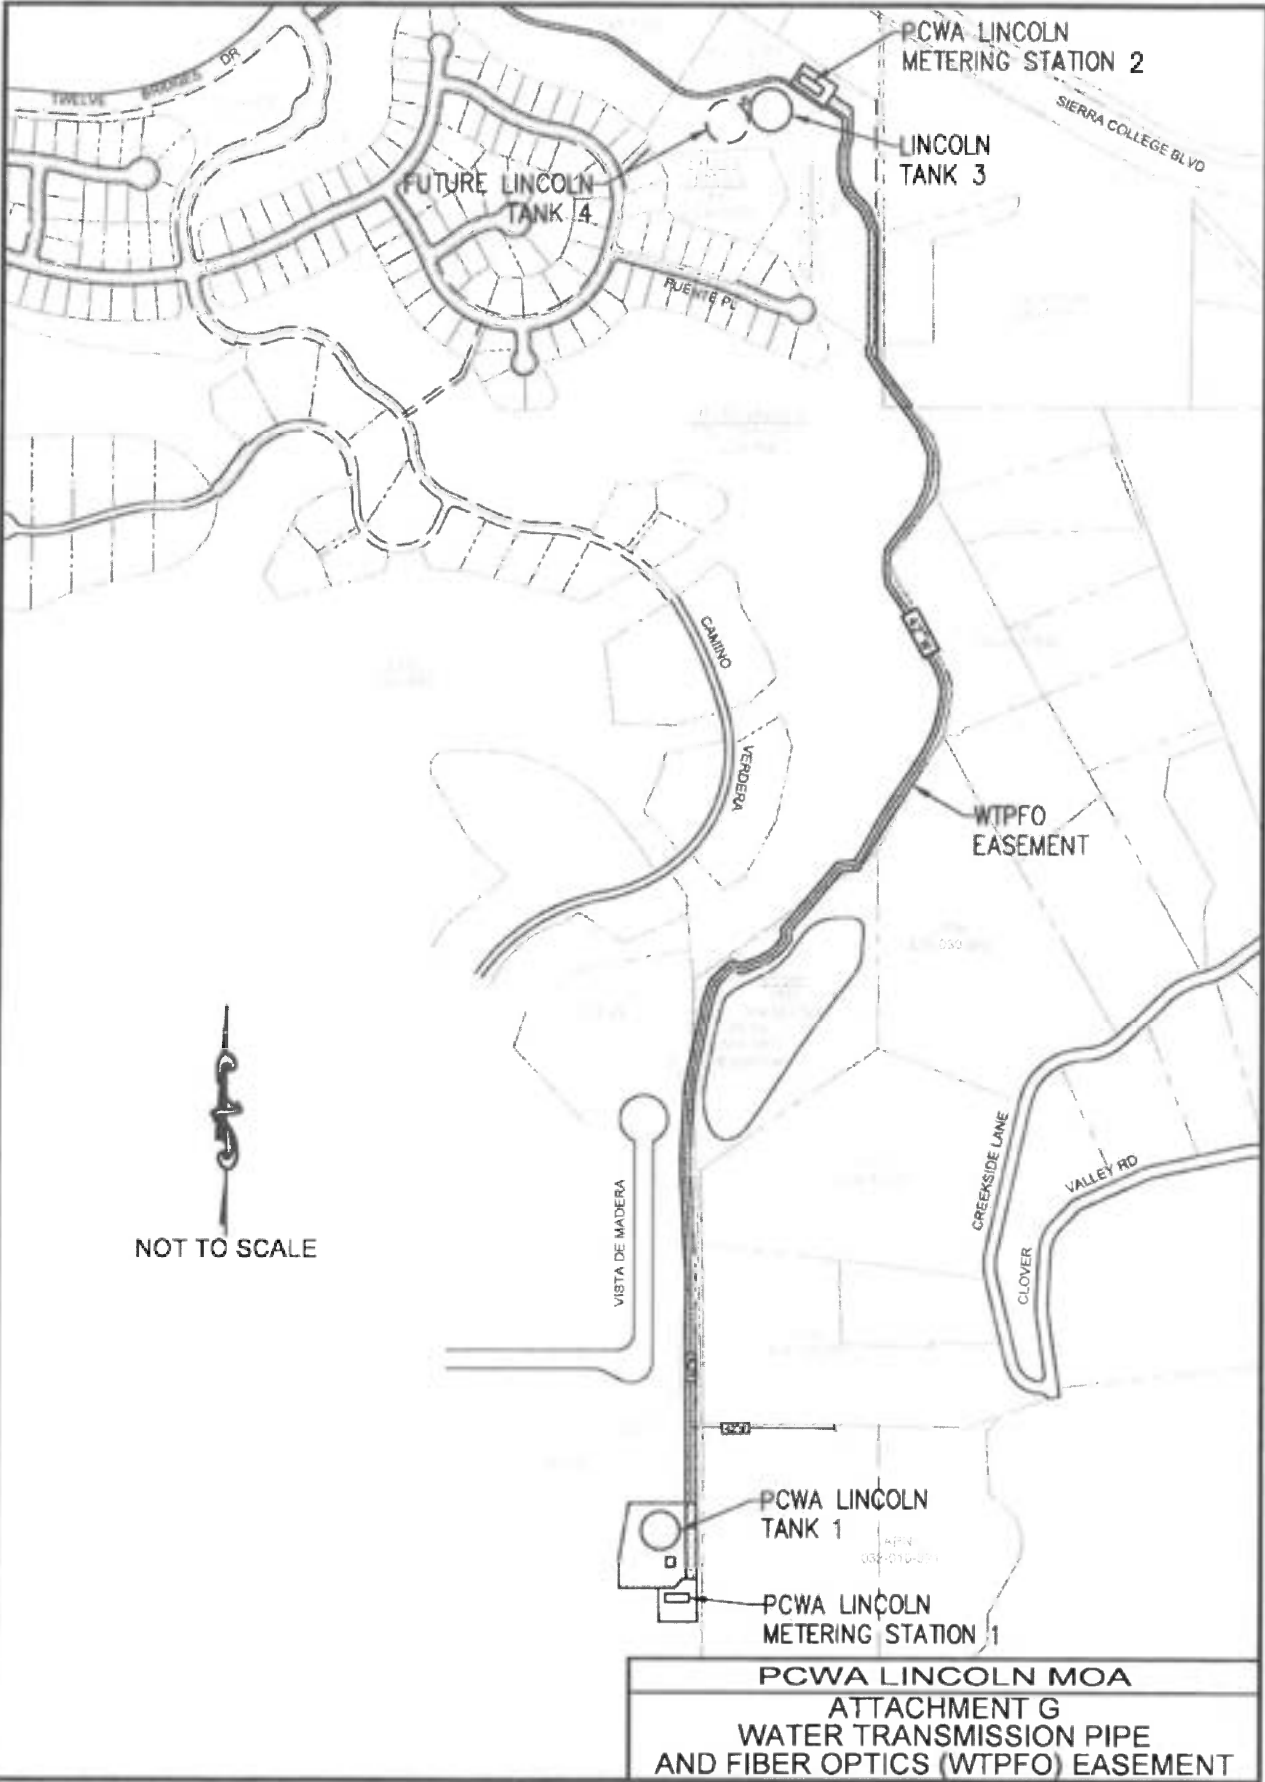 PCWA LINCOLN
METERING STATION 2
TWELVE BRIDGES DR
SIERRA COLLEGE BLVD
LINCOLN
TANK 3
FUTURE LINCOLN
TANK 4
PUENTE PL
CAMINO
VERDERA
WTPFO
EASEMENT
030
CREEKSIDE LANE
VALLEY RD
CLOVER
VISTA DE MADERA
NOT TO SCALE
PCWA LINCOLN
TANK 1
APN
PCWA LINCOLN
METERING STATION 1
PCWA LINCOLN MOA
ATTACHMENT G
WATER TRANSMISSION PIPE
AND FIBER OPTICS (WTPFO) EASEMENT